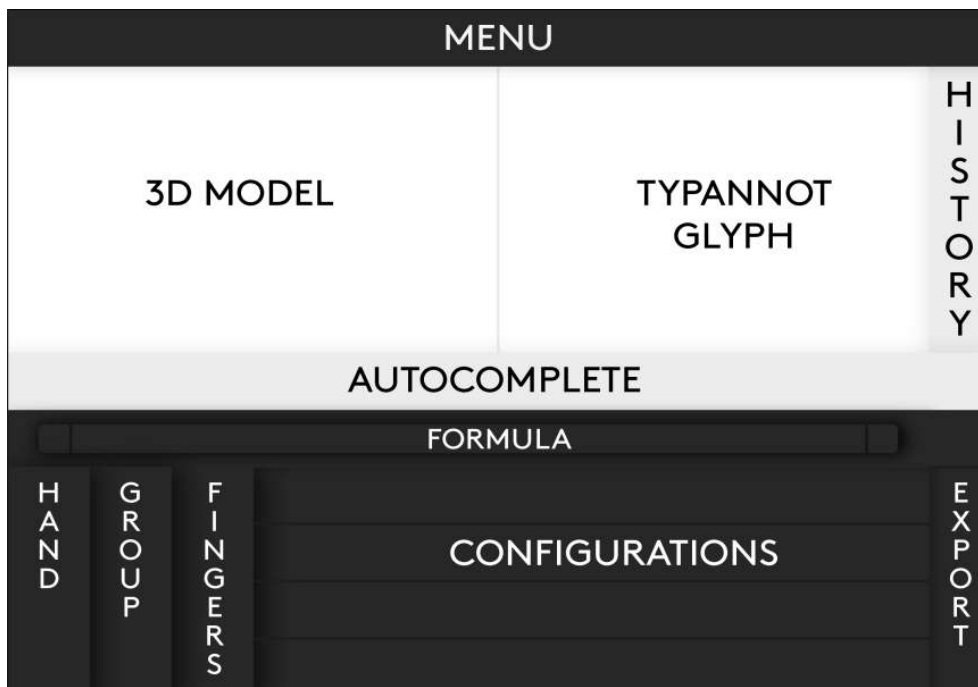 MENU
3D MODEL
TYPANNOT
GLYPH
HISTORY
AUTOCOMPLETE
FORMULA
HAND
GROUP
FINGERS
CONFIGURATIONS
EXPORT